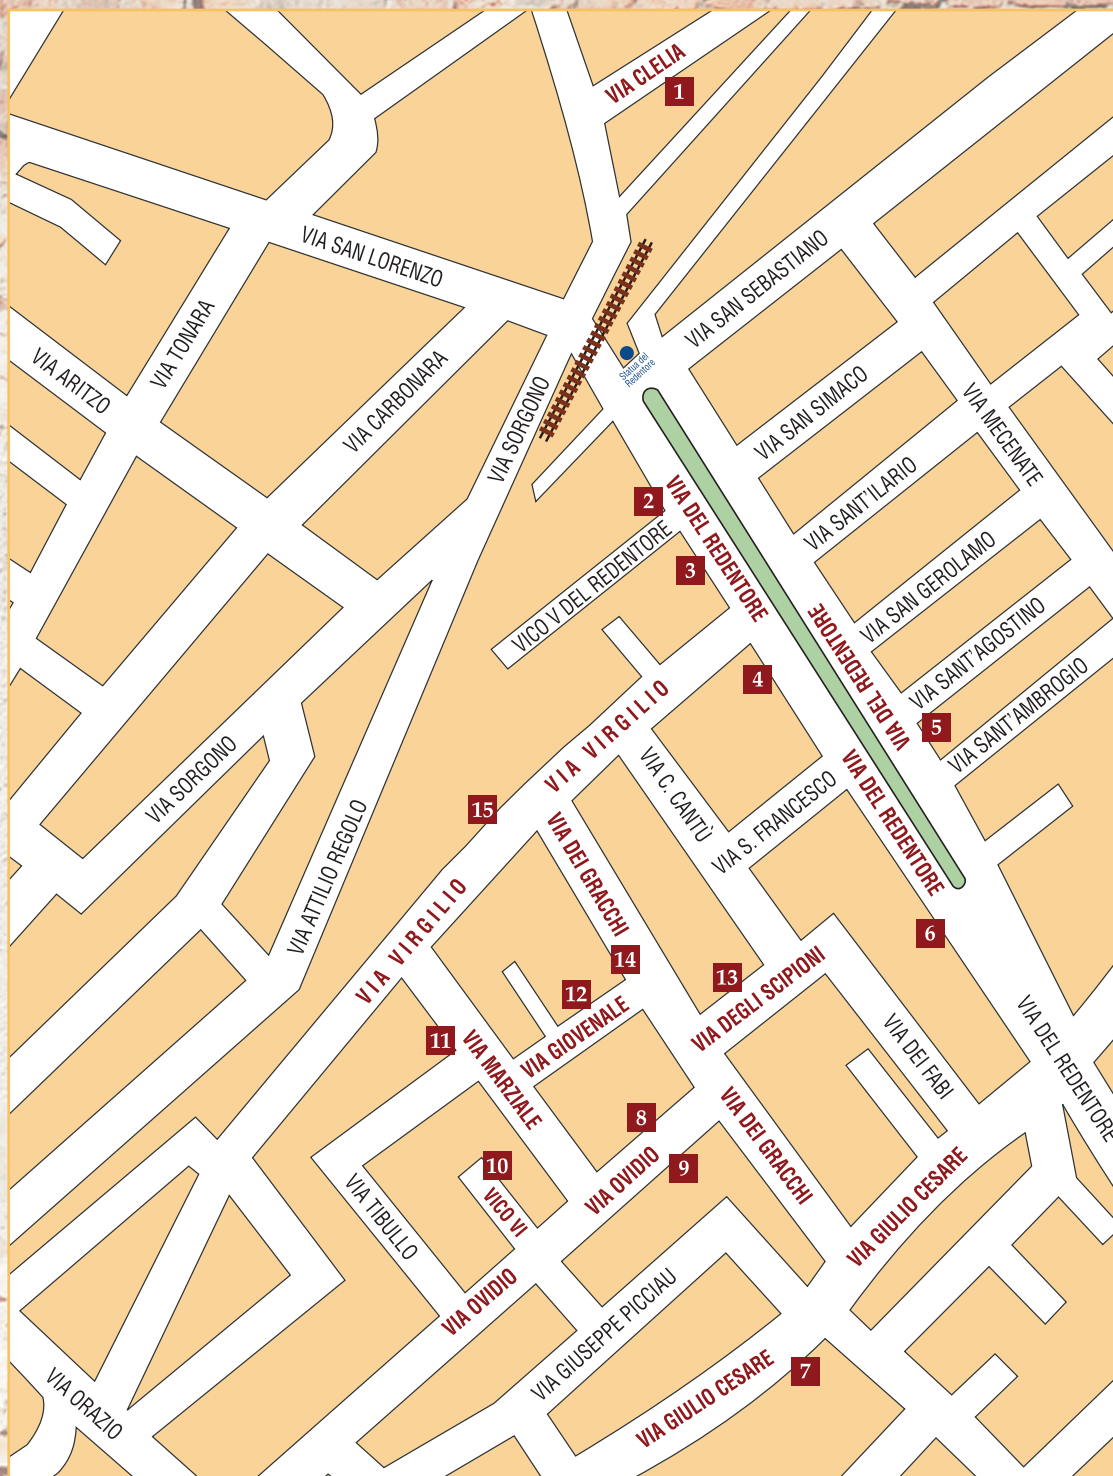 VIA CLELIA
1
VIA SAN LORENZO
VIA SAN SEBASTIANO
VIA TONARA
VIA ARITZO
VIA CARBONARA
VIA SORGONO
Statua del
Redentore
VIA SAN SIMACO
VIA MECENATE
VIA SANT'ILARIO
2
VIA DEL REDENTORE
VICO V DEL REDENTORE
3
VIA SAN GEROLAMO
VIA SANT'AGOSTINO
VIA DEL REDENTORE
4
5
VIA SANT'AMBROGIO
VIA VIRGILIO
VIA SORGONO
VIA C. CANTÙ
VIA DEL REDENTORE
VIA S. FRANCESCO
15
VIA ATTILIO REGOLO
VIA DEI GRACCHI
VIA VIRGILIO
6
14
13
12
VIA DEGLI SCIPIONI
VIA GIOVENALE
11
VIA MARZIALE
VIA DEI FABI
VIA DEL REDENTORE
8
VIA DEI GRACCHI
9
10
VICO VI
VIA OVIDIO
VIA TIBULLO
VIA GIULIO CESARE
VIA OVIDIO
VIA GIUSEPPE PICCIAU
7
VIA GIULIO CESARE
VIA ORAZIO